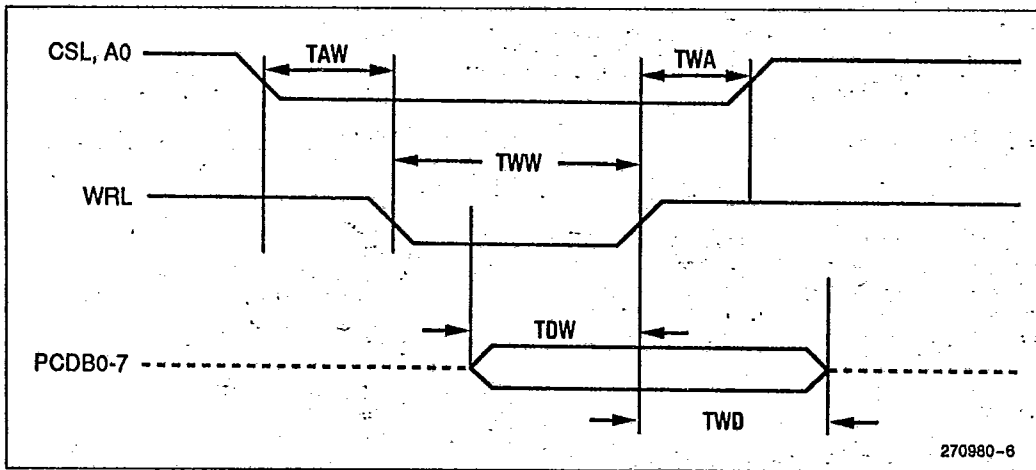 CSL, A0
TAW
TWA
TWW
WRL
TDW
PCDB0-7
TWD
270980-6